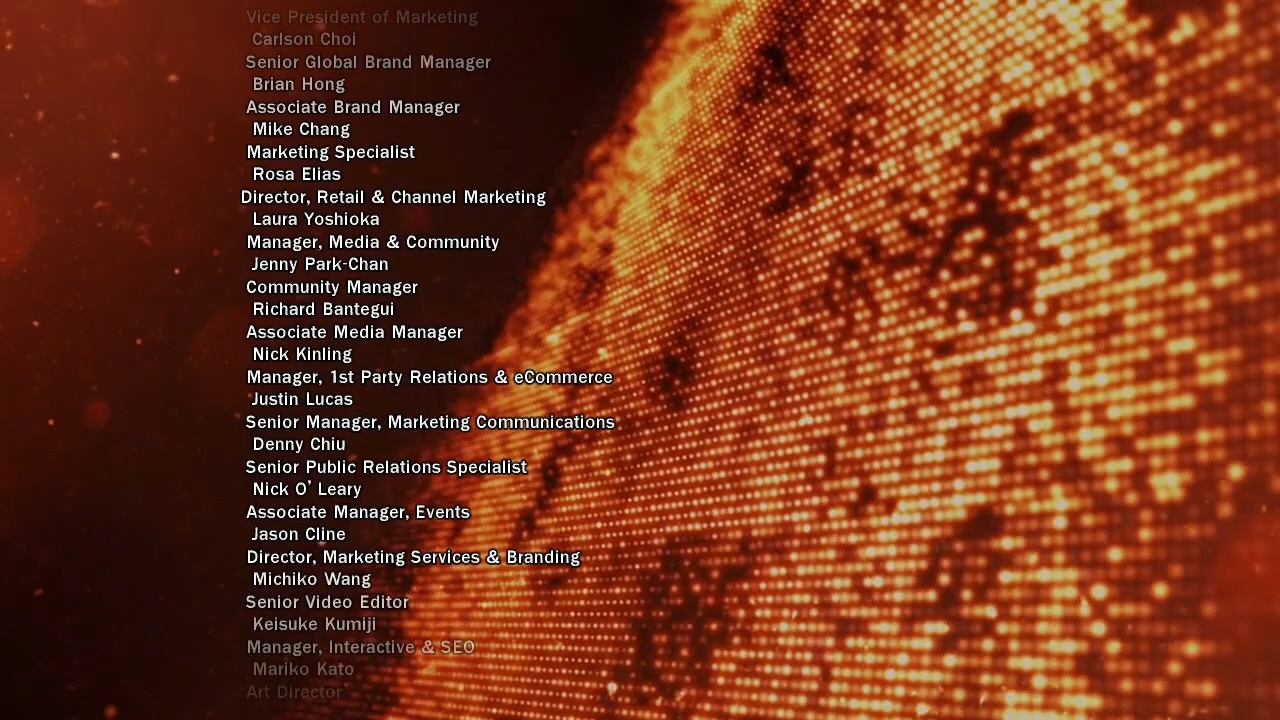 Vice President of Marketing
Carlson Choi
Senior Global Brand Manager
Brian Hong
Associate Brand Manager
Mike Chang
Marketing Specialist
Rosa Elias
Director, Retail & Channel Marketing
Laura Yoshioka
Manager, Media & Community
Jenny Park-Chan
Community Manager
Richard Bantegui
Associate Media Manager
Nick Kinling
Manager, 1st Party Relations & eCommerce
Justin Lucas
Senior Manager, Marketing Communications
Denny Chiu
Senior Public Relations Specialist
Nick O’ Leary
Associate Manager, Events
Jason Cline
Director, Marketing Services & Branding
Michiko Wang
Senior Video Editor
Keisuke Kumiji
Manager, Interactive & SEO
Mariko Kato
Art Director